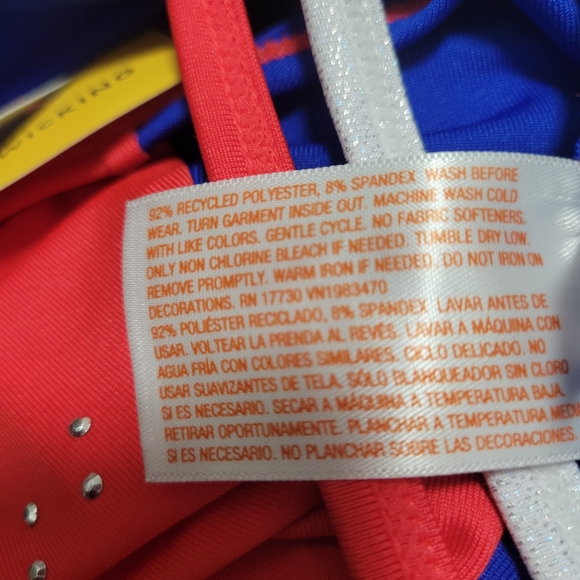 WICKING
92% RECYCLED POLYESTER, 8% SPANDEX WASH BEFORE
WEAR. TURN GARMENT INSIDE OUT. MACHINE WASH COLD
WITH LIKE COLORS. GENTLE CYCLE. NO FABRIC SOFTENERS.
ONLY NON CHLORINE BLEACH IF NEEDED. TUMBLE DRY LOW.
REMOVE PROMPTLY. WARM IRON IF NEEDED. DO NOT IRON ON
DECORATIONS. RN 17730 VN1983470
92% POLIÉSTER RECICLADO, 8% SPANDEX. LAVAR ANTES DE
USAR. VOLTEAR LA PRENDA AL REVÉS. LAVAR A MÁQUINA CON
AGUA FRÍA CON COLORES SIMILARES. CICLO DELICADO. NO
USAR SUAVIZANTES DE TELA. SÓLO BLANQUEADOR SIN CLORO
SI ES NECESARIO. SECAR A MÁQUINA A TEMPERATURA BAJA.
RETIRAR OPORTUNAMENTE. PLANCHAR A TEMPERATURA MEDI
SI ES NECESARIO. NO PLANCHAR SOBRE LAS DECORACIONES.